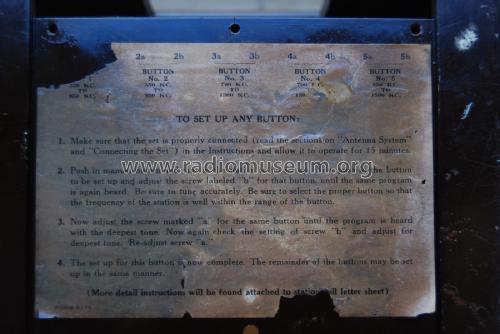 2a 2b 3a 3b 4a 4b 5a 5b
BUTTON BUTTON BUTTON BUTTON
No. 2 No. 3 No. 4
K.C. K.C. K.C.
TO TO TO TO
K.C. K.C. K.C.
TO SET UP ANY BUTTON:
1. Make sure that the set is properly connected (read the sections on "Antenna System"
and "Connecting the Set") in the Instructions and allow it to operate for 15 minutes.
www.radiomuseum.org
2. Push in the button
to be set up and adjust the screw labeled "b" for that button, until the same program
is again heard. Be sure to tune accurately. Be sure to select the proper button so that
the frequency of the station is well within the range of the button.
3. Now adjust the screw marked "a" for the same button until the program is heard
with the deepest tone. Now again check the setting of screw "b" and adjust for
deepest tone. Re-adjust screw "a."
4. The set up for this button is now complete. The remainder of the buttons may be set
up in the same manner.
(More detail instructions will be found attached to station call letter sheet)